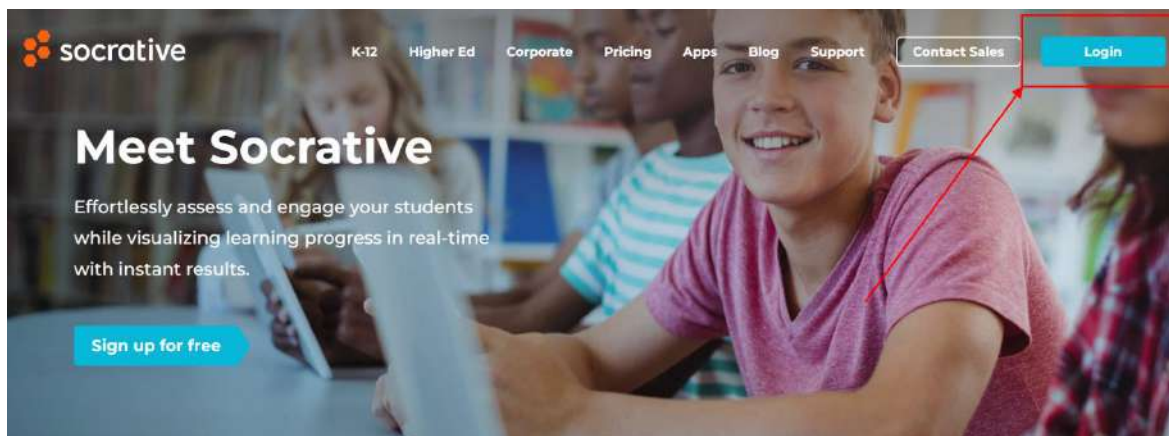 socrative
K-12 Higher Ed Corporate Pricing Apps Blog Support Contact Sales Login
Meet Socrative
Effortlessly assess and engage your students
while visualizing learning progress in real-time
with instant results.
Sign up for free